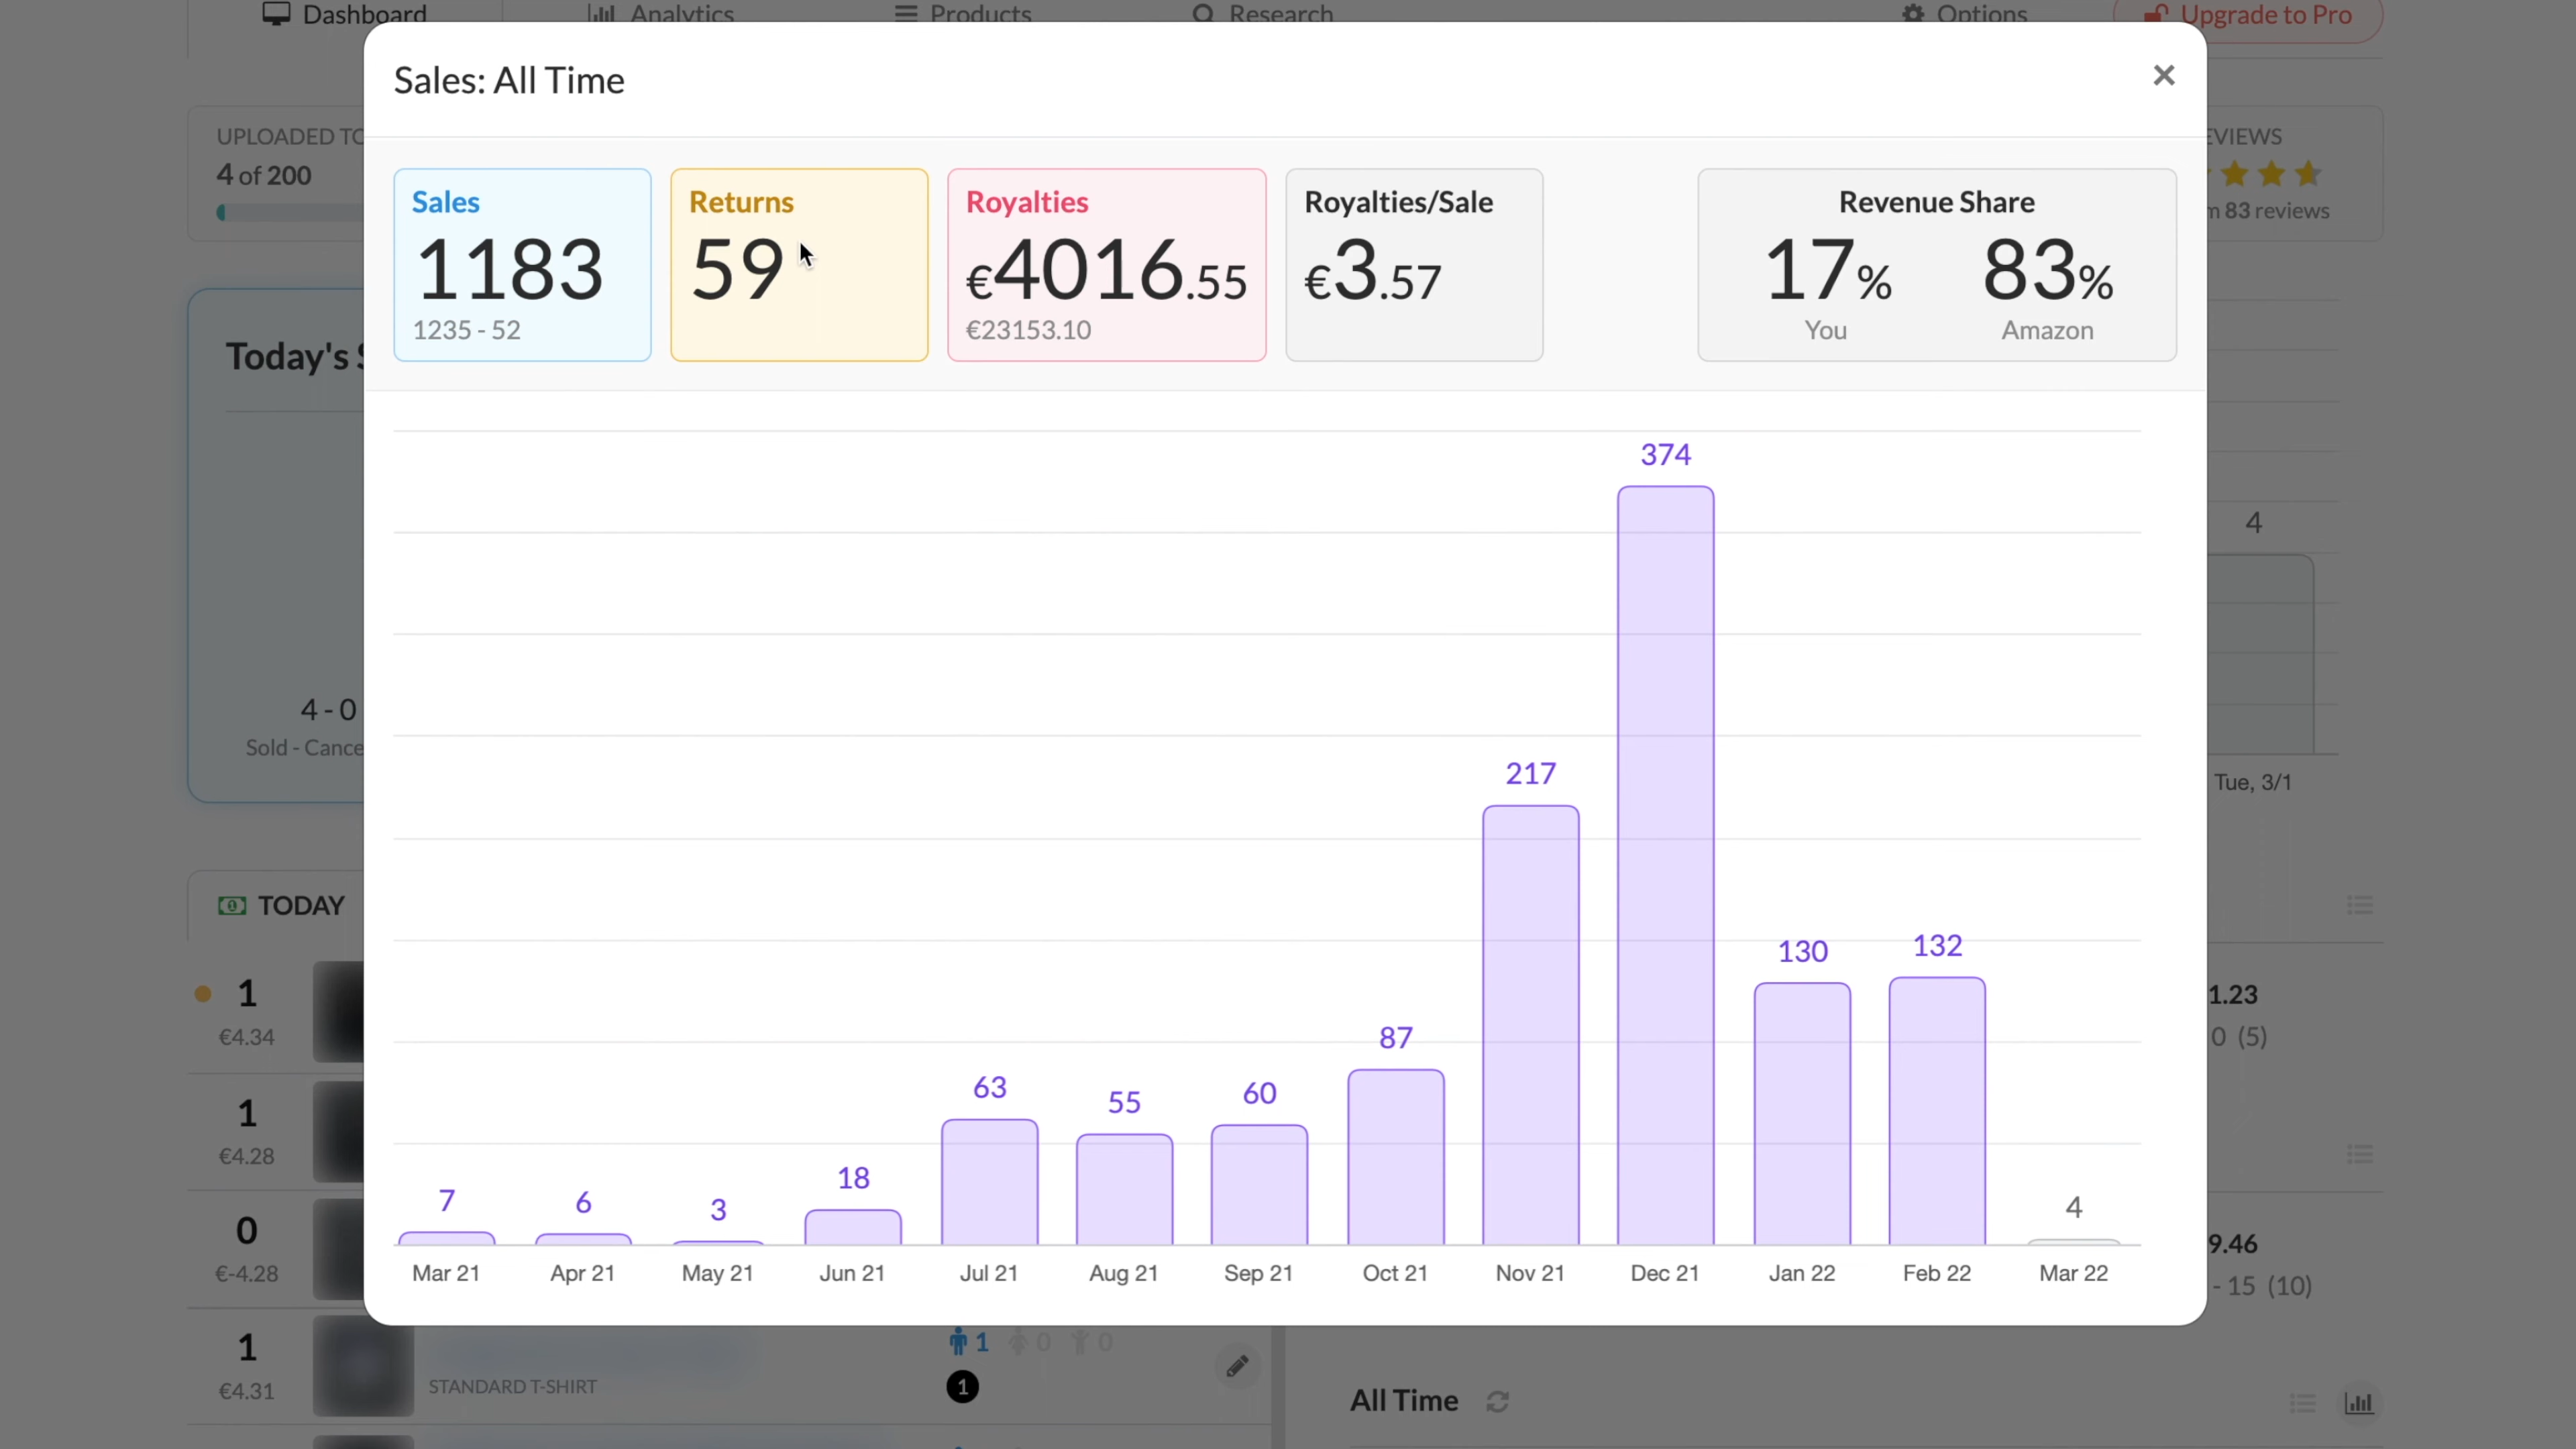 Dashboard
Analytics
Products
Research
Options
Upgrade to Pro
Sales: All Time
UPLOADED TO
4 of 200
EVIEWS
83 reviews
Sales
1183
1235 - 52
Returns
59
Royalties
€4016.55
€23153.10
Royalties/Sale
€3.57
Revenue Share
17% 83%
You Amazon
Today's
4 - 0
Sold - Cance
4
Tue, 3/1
374
217
130
132
87
63
55
60
18
7
6
3
4
Mar 21 Apr 21 May 21 Jun 21 Jul 21 Aug 21 Sep 21 Oct 21 Nov 21 Dec 21 Jan 22 Feb 22 Mar 22
TODAY
1
€4.34
1
€4.28
0
€-4.28
1
€4.31
STANDARD T-SHIRT
1 0 0
1
1.23
0 (5)
9.46
- 15 (10)
All Time